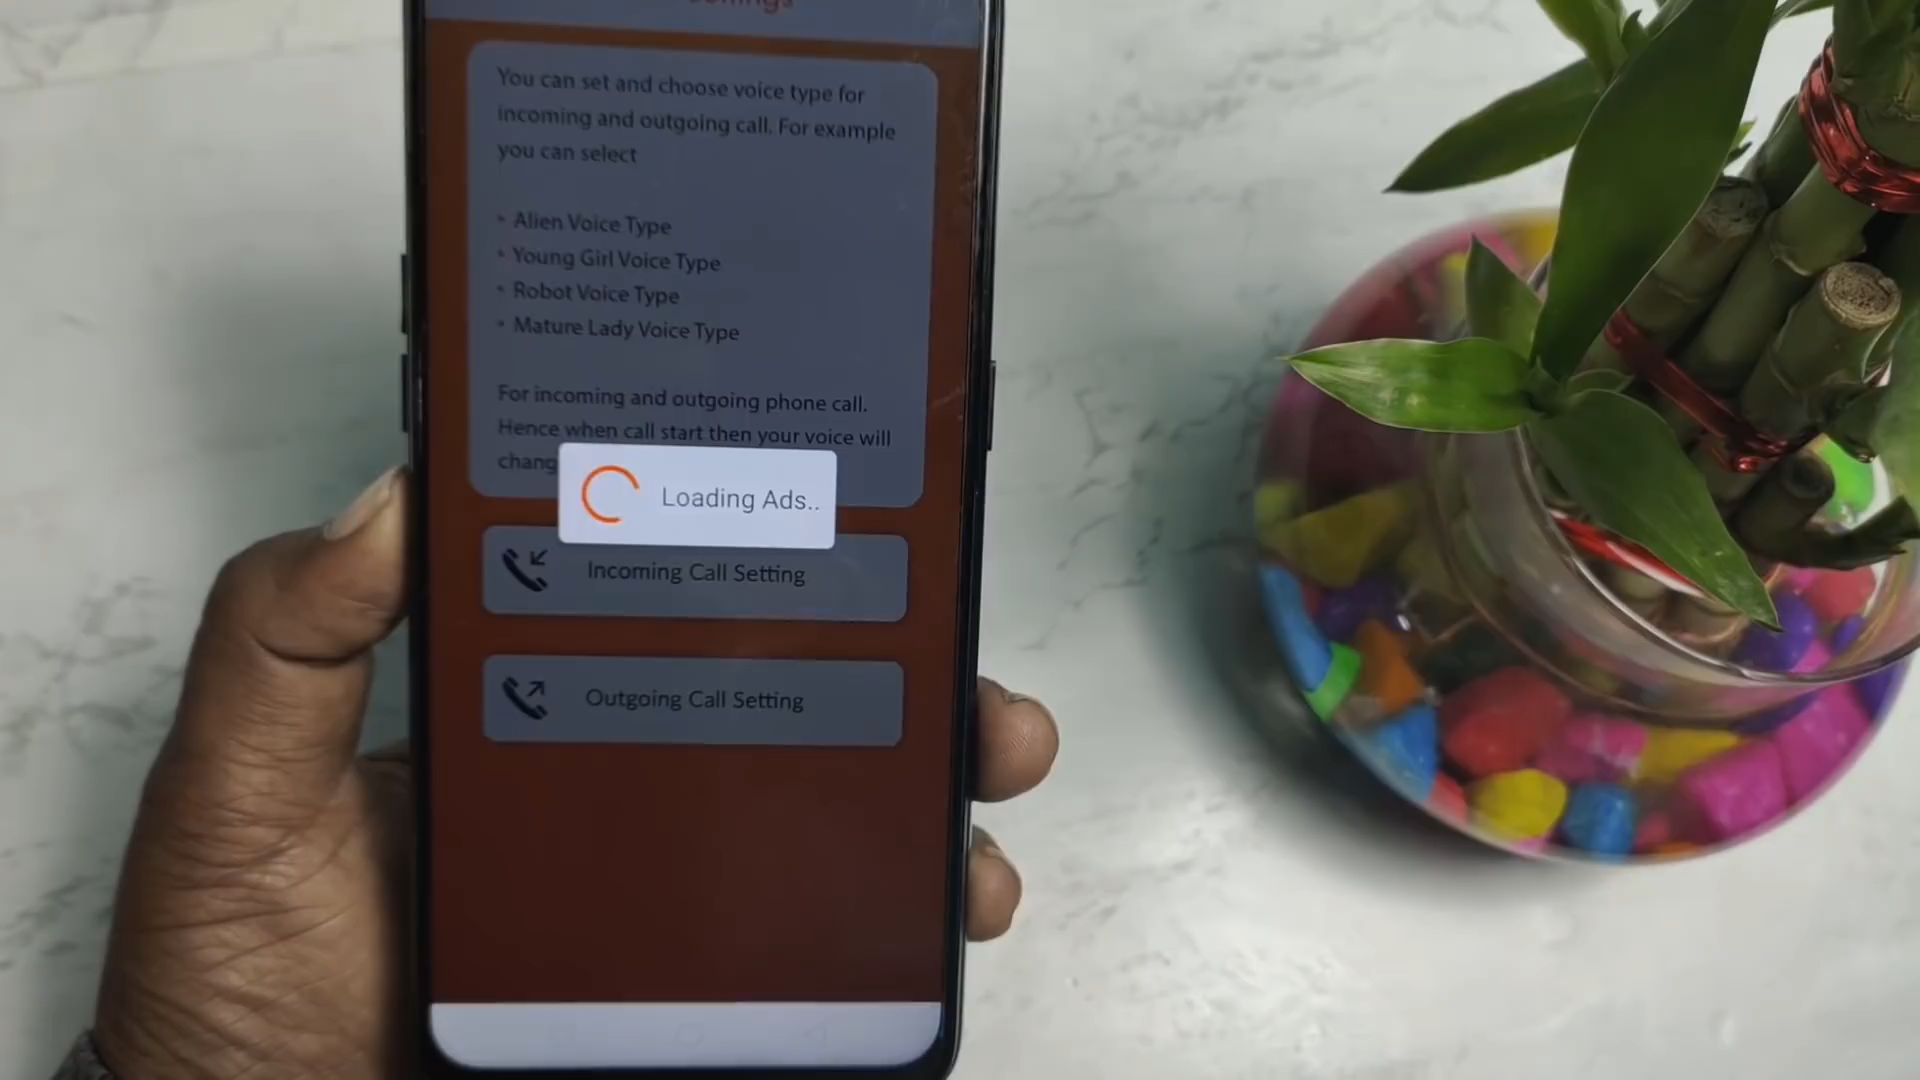 You can set and choose voice type for
incoming and outgoing call. For example
you can select
• Alien Voice Type
• Young Girl Voice Type
• Robot Voice Type
• Mature Lady Voice Type
For incoming and outgoing phone call.
Hence when call start then your voice will
chang
Loading Ads..
Incoming Call Setting
Outgoing Call Setting